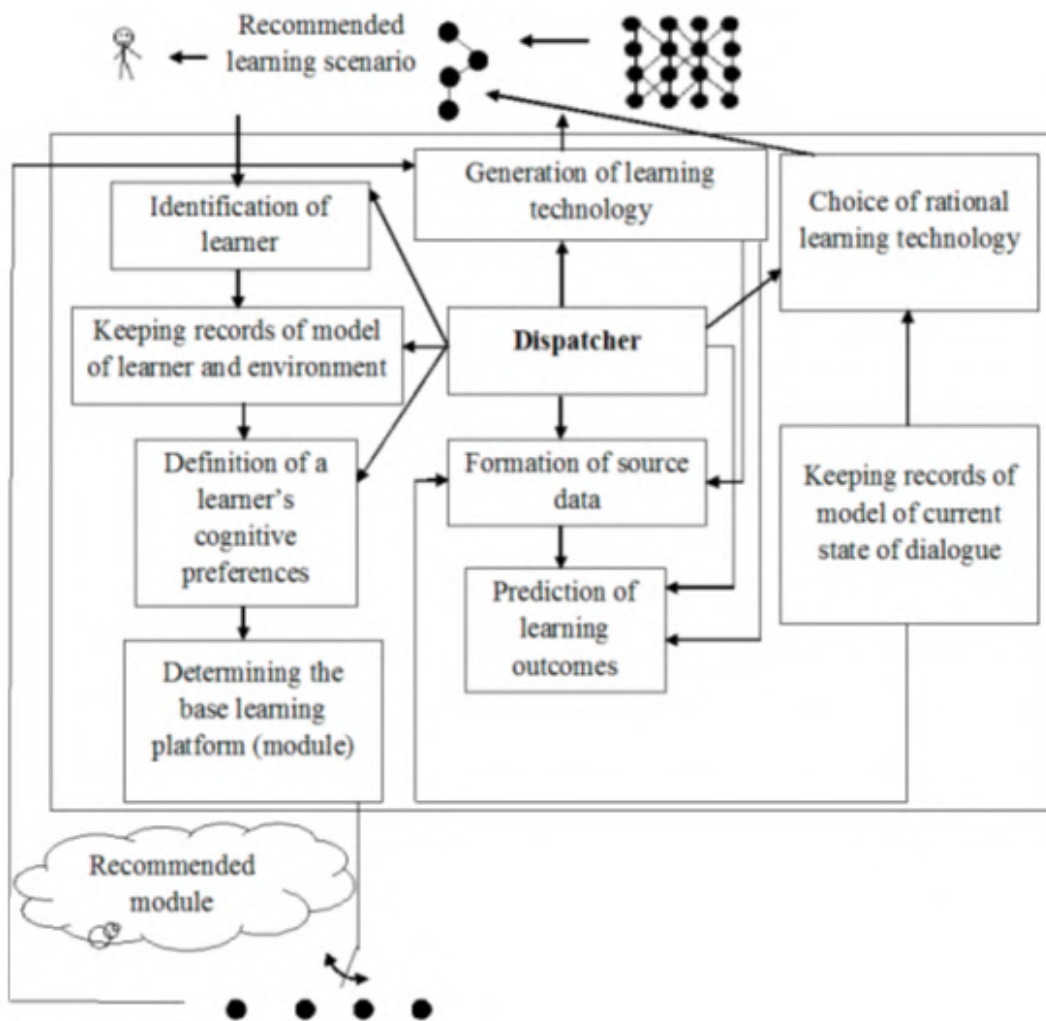 Recommended
learning scenario
Generation of learning
technology
Identification of
learner
Choice of rational
learning technology
Keeping records of model
of learner and environment
Dispatcher
Definition of a
learner's
cognitive
preferences
Formation of source
data
Keeping records of
model of current
state of dialogue
Prediction of
learning
outcomes
Determining the
base learning
platform (module)
Recommended
module